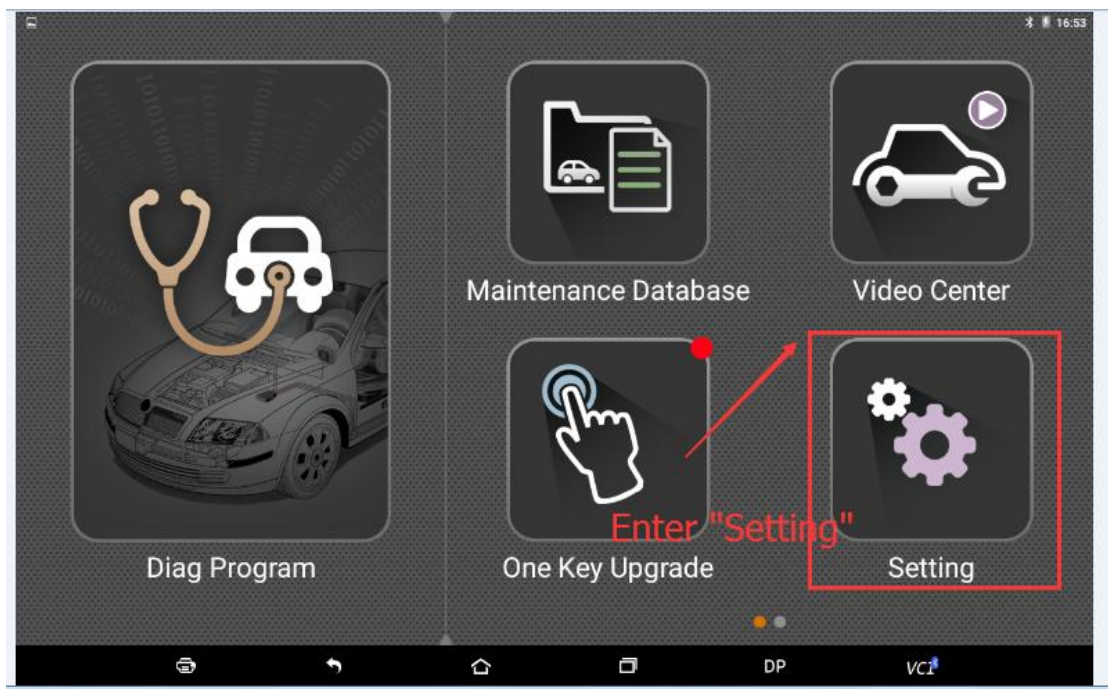 16:53
Maintenance Database
Video Center
Enter "Setting"
Diag Program
One Key Upgrade
Setting
DP
VCI